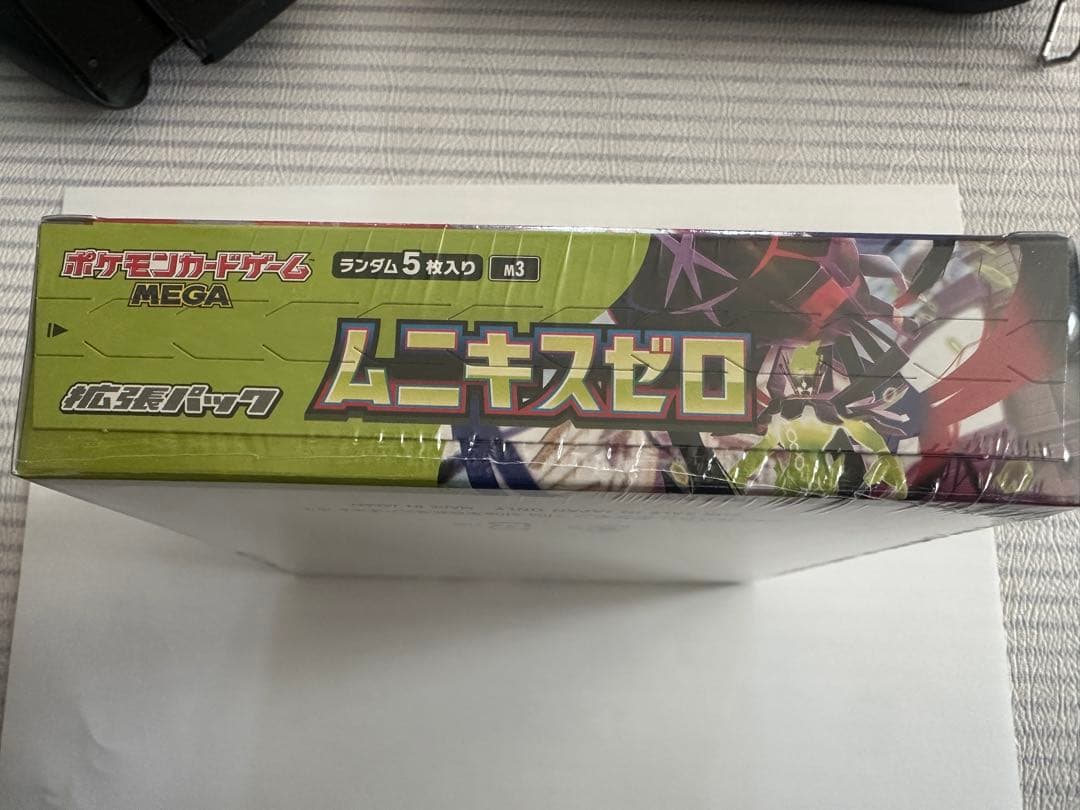 ポケモンカードゲーム
MEGA
ランダム5枚入り
M3
拡張パック
ムニキスゼロ